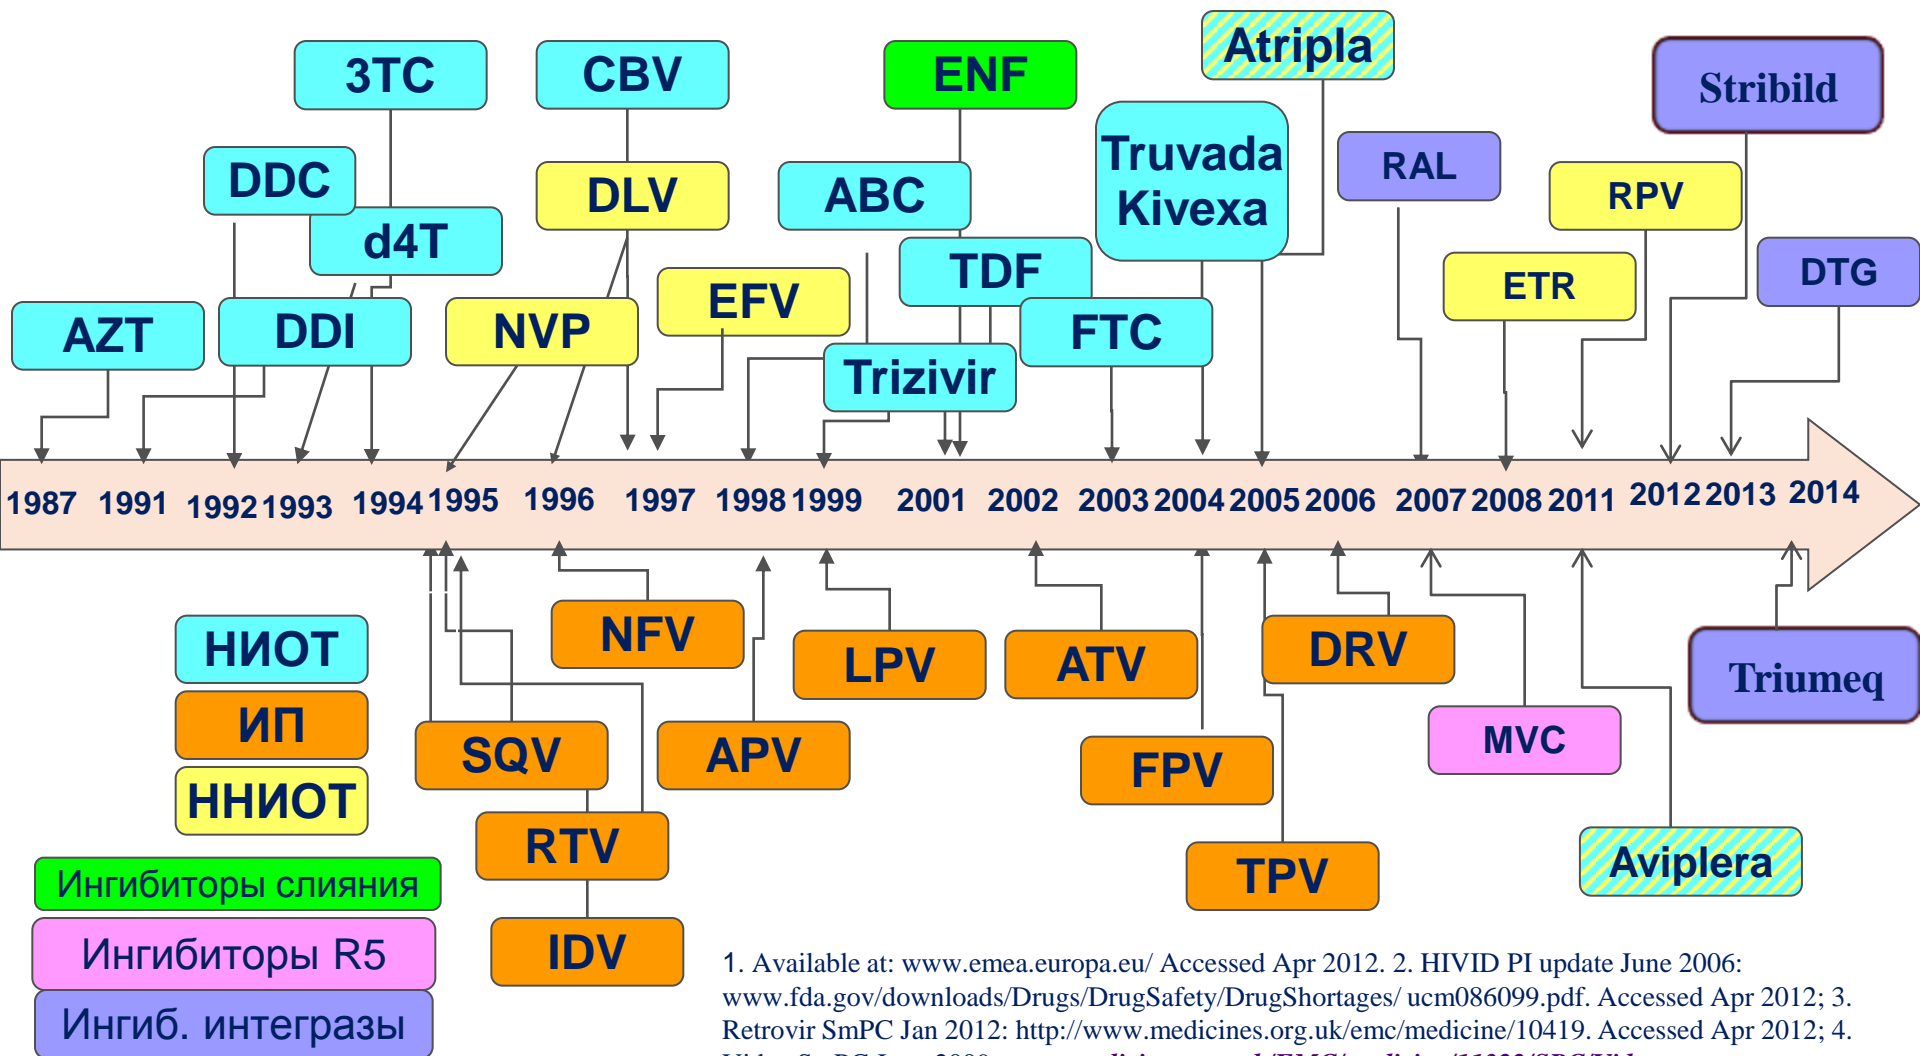 Atripla
3TC
CBV
ENF
Stribild
Truvada
Kivexa
DDC
DLV
ABC
RAL
RPV
d4T
TDF
DTG
EFV
ETR
AZT
DDI
NVP
FTC
Trizivir
1987 1991 1992 1993 1994 1995 1996 1997 1998 1999 2001 2002 2003 2004 2005 2006 2007 2008 2011 2012 2013 2014
НИОТ
NFV
LPV
ATV
DRV
Triumeq
ИП
SQV
APV
FPV
MVC
ННИОТ
RTV
TPV
Aviplera
Ингибиторы слияния
IDV
Ингибиторы R5
Ингиб. интегразы
1. Available at: www.emea.europa.eu/ Accessed Apr 2012. 2. HIVID PI update June 2006:
www.fda.gov/downloads/Drugs/DrugSafety/DrugShortages/ ucm086099.pdf. Accessed Apr 2012; 3.
Retrovir SmPC Jan 2012: http://www.medicines.org.uk/emc/medicine/10419. Accessed Apr 2012; 4.